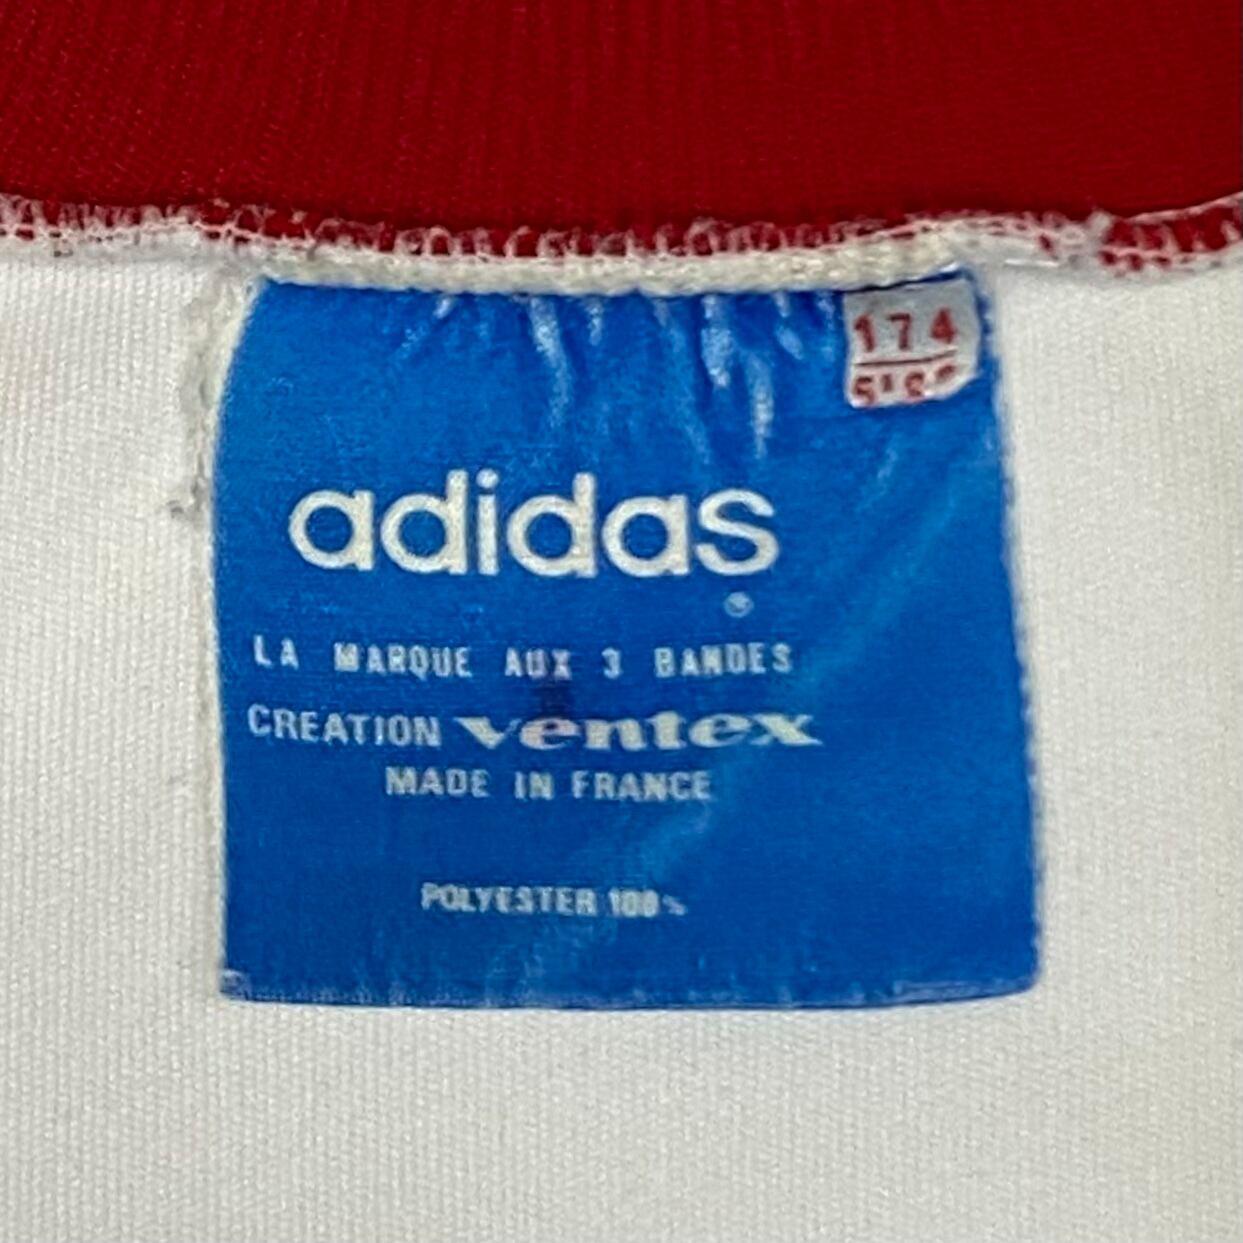 174
adidas
®
LA MARQUE AUX 3 BANDES
CREATION ventex
MADE IN FRANCE
POLYESTER 100%